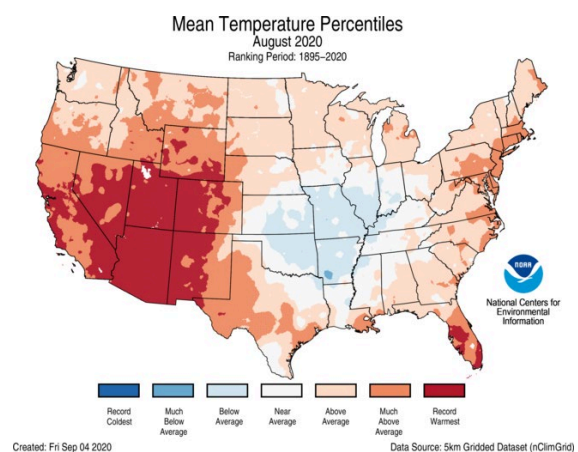 Mean Temperature Percentiles
August 2020
Ranking Period: 1895-2020
NOAA
National Centers for
Environmental
Information
Record
Coldest
Much
Below
Average
Below
Average
Near
Average
Above
Average
Much
Above
Average
Record
Warmest
Created: Fri Sep 04 2020
Data Source: 5km Gridded Dataset (nClimGrid)